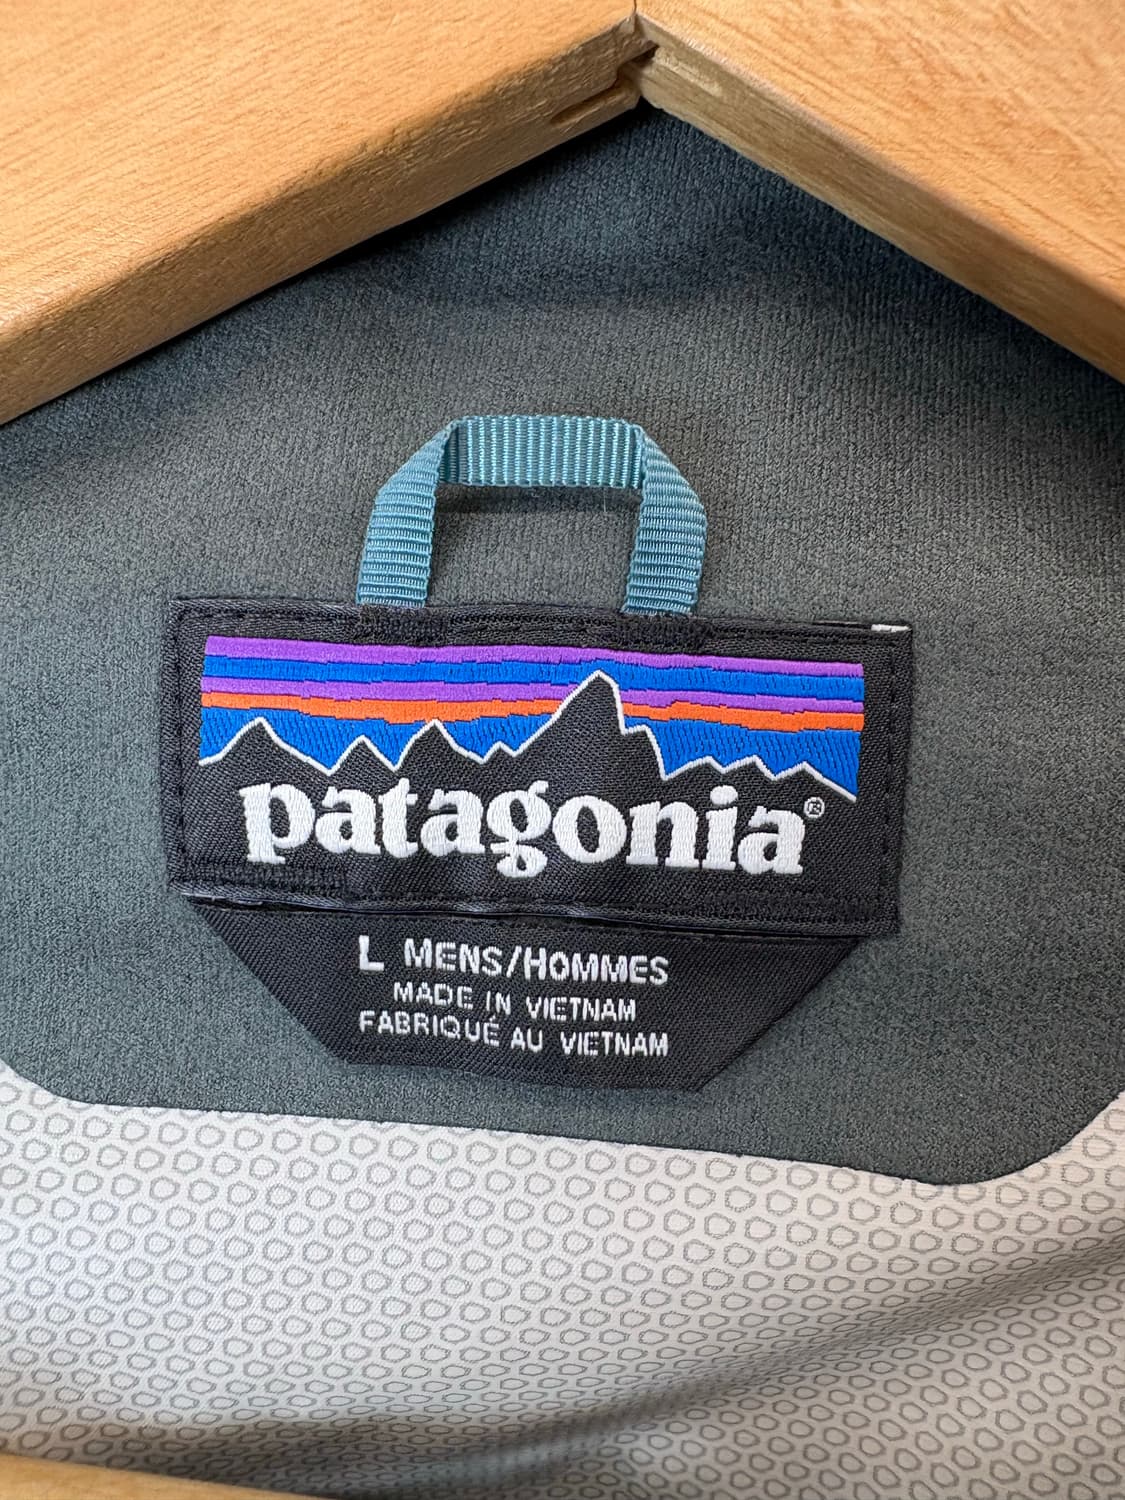 patagonia®
L MENS/HOMMES
MADE IN VIETNAM
FABRIQUÉ AU VIETNAM